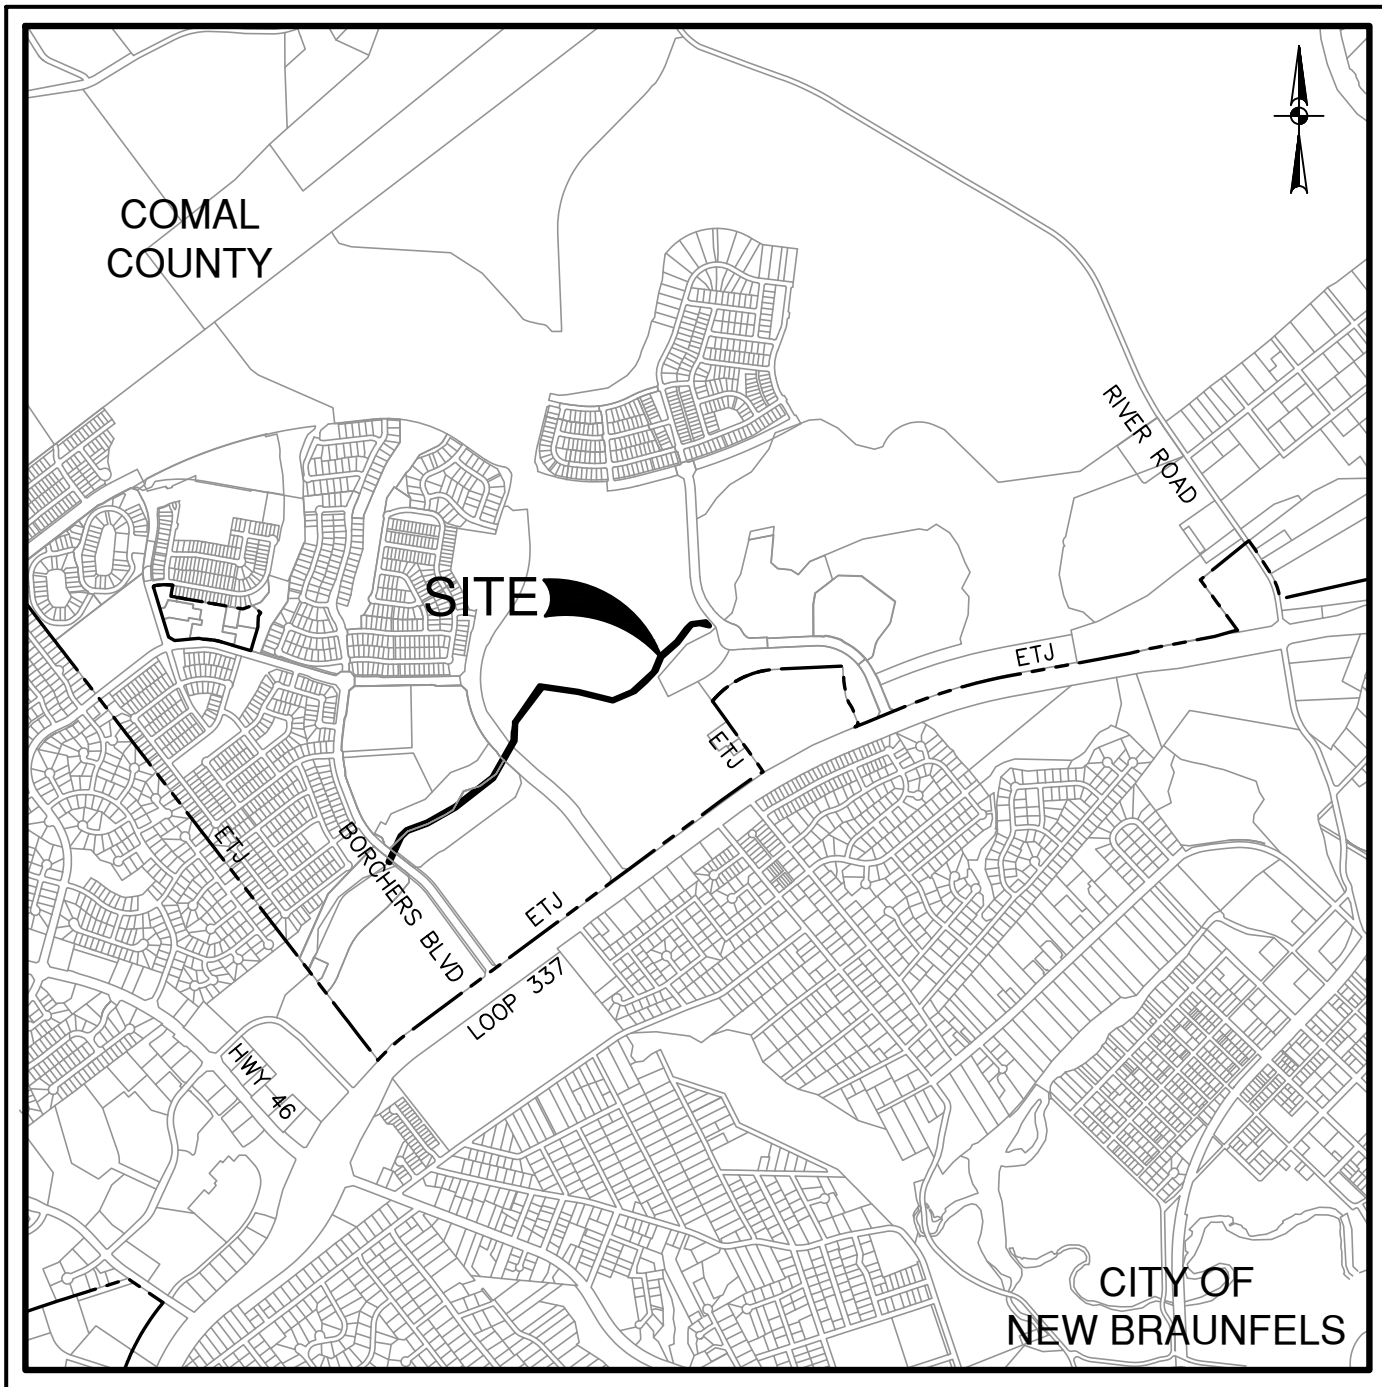 COMAL
COUNTY
RIVER ROAD
SITE
ETJ
ETJ
ETJ
BORCHERS BLVD
ETJ
LOOP 337
HWY 46
CITY OF
NEW BRAUNFELS